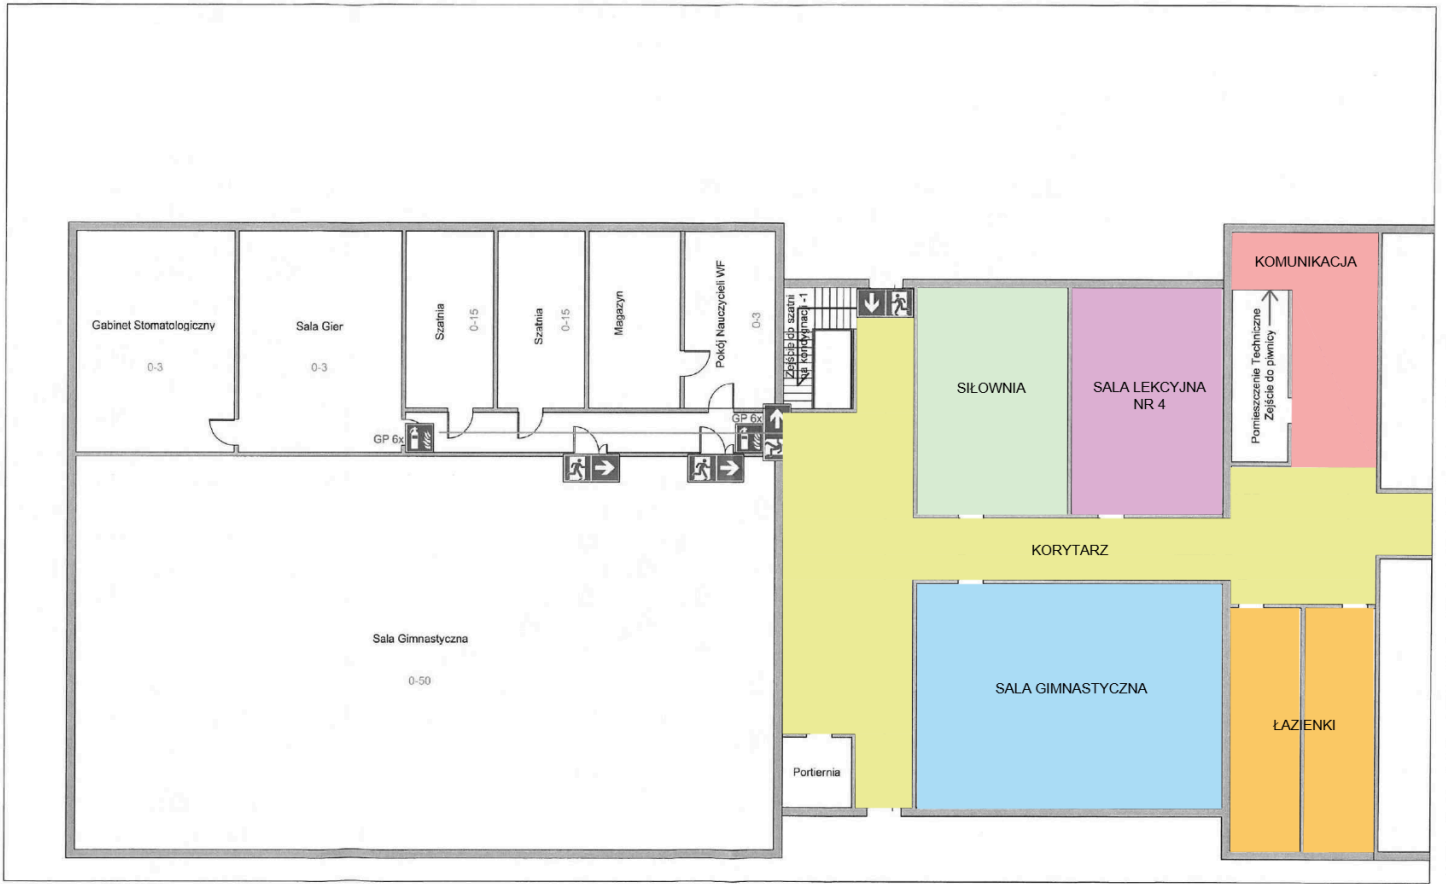 KOMUNIKACJA
Gabinet Stomatologiczny
0-3
Sala Gier
0-3
Szatnia
0-15
Szatnia
0-15
Magazyn
Pokój Nauczycieli WF
0-3
Zejście do szatni
na kondygnacji -1
SIŁOWNIA
SALA LEKCYJNA
NR 4
Pomieszczenie Techniczne
Zejście do piwnicy
GP 6x
GP 6x
KORYTARZ
Sala Gimnastyczna
0-50
SALA GIMNASTYCZNA
ŁAZIENKI
Portiernia